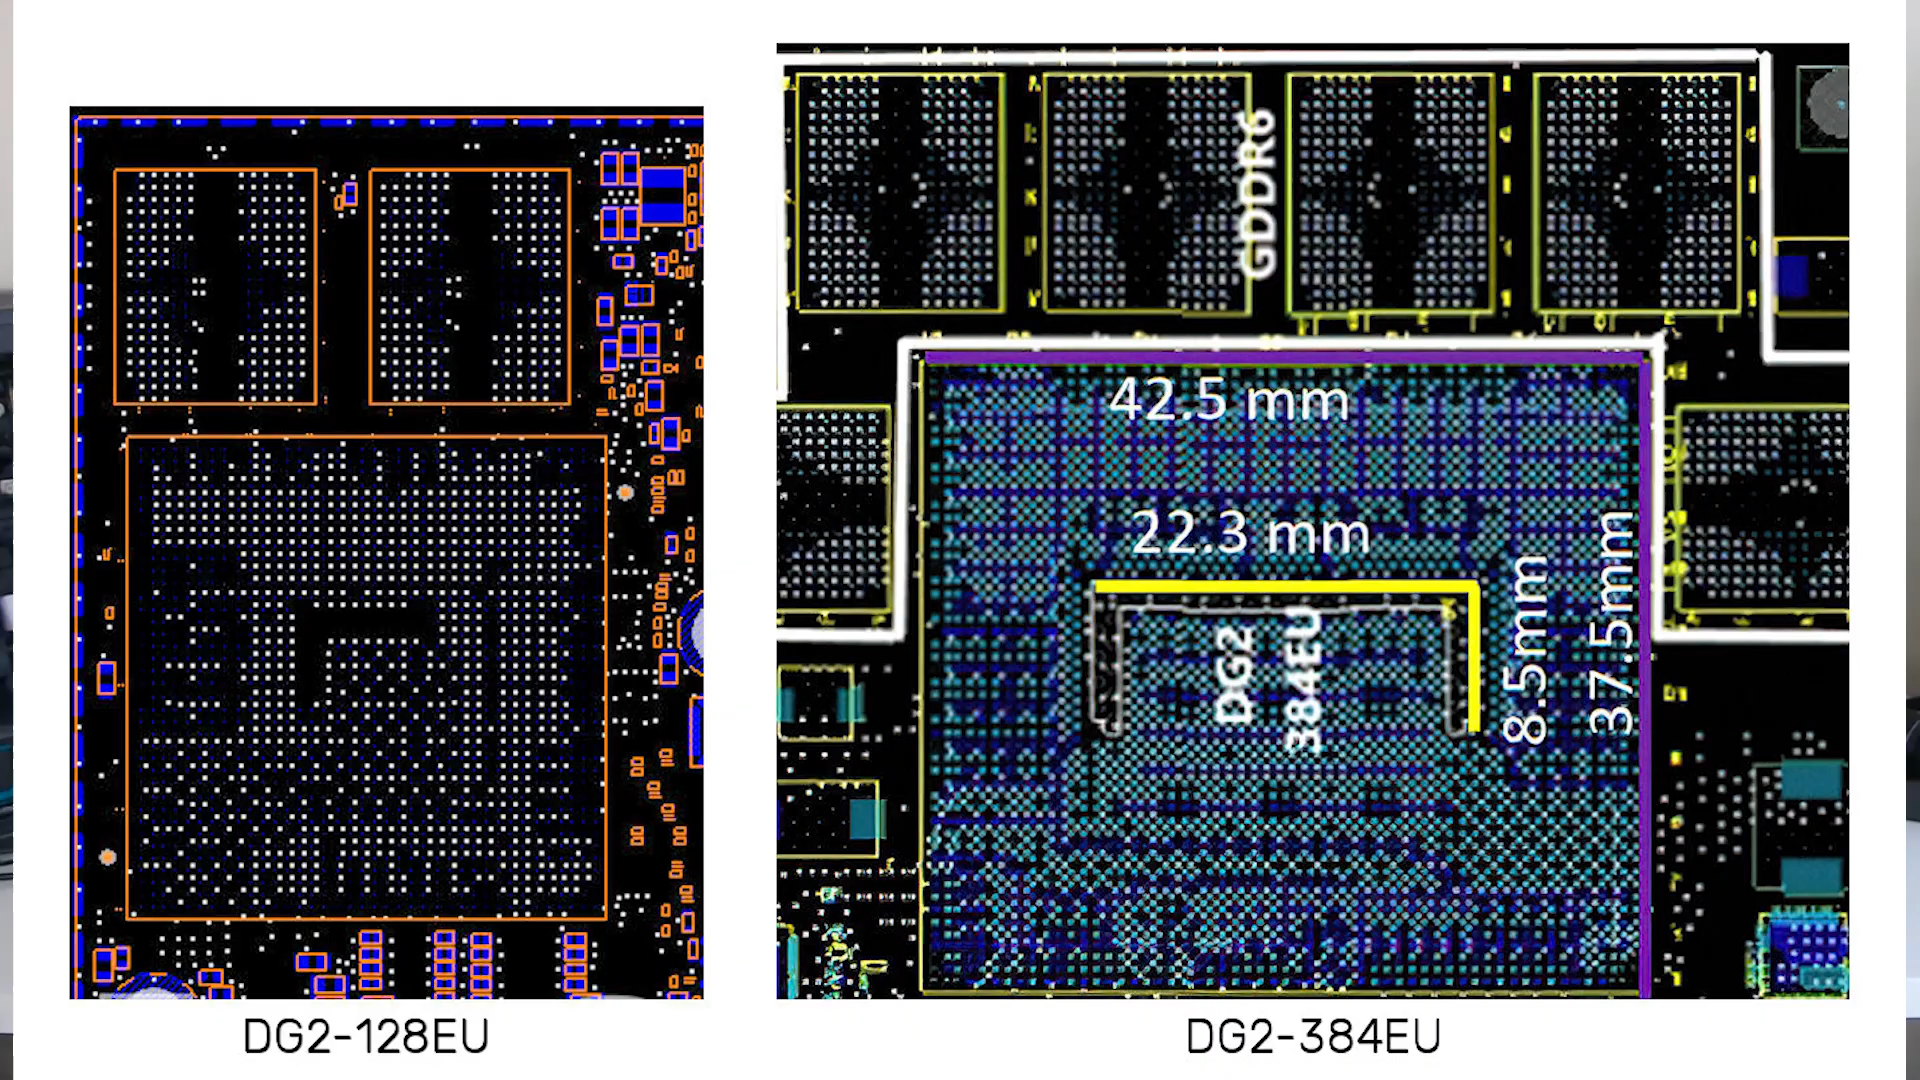 GDDR6
42.5 mm
22.3 mm
8.5mm
37.5mm
DG2
384EU
DG2-128EU
DG2-384EU